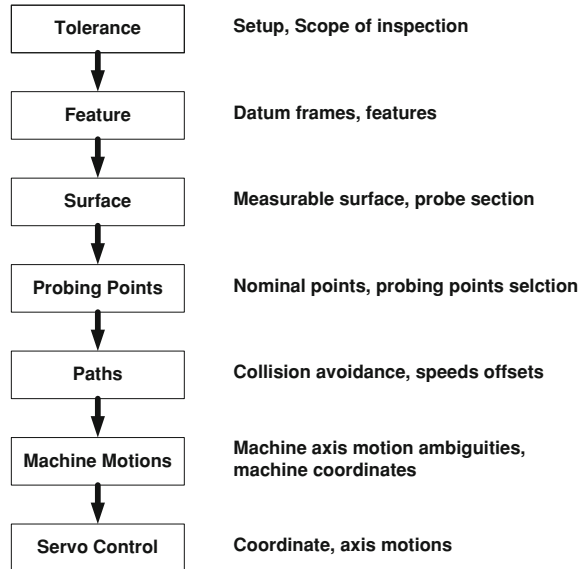 Tolerance
Setup, Scope of inspection
Feature
Datum frames, features
Surface
Measurable surface, probe section
Probing Points
Nominal points, probing points selction
Paths
Collision avoidance, speeds offsets
Machine Motions
Machine axis motion ambiguities,
machine coordinates
Servo Control
Coordinate, axis motions